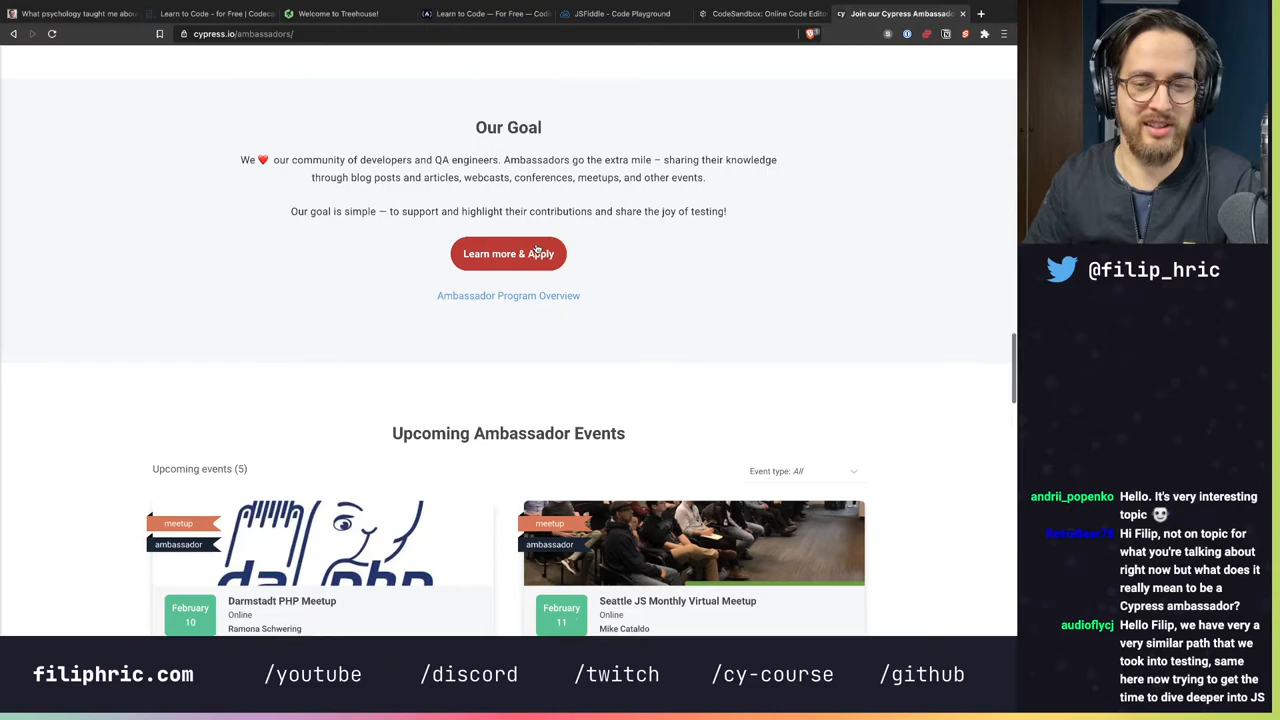 What psychology taught me abou
Learn to Code - for Free | Codec
Welcome to Treehouse!
Learn to Code — For Free — Codi
JSFiddle - Code Playground
CodeSandbox: Online Code Edito
Join our Cypress Ambassado
cypress.io/ambassadors/
Our Goal
We ❤️ our community of developers and QA engineers. Ambassadors go the extra mile – sharing their knowledge
through blog posts and articles, webcasts, conferences, meetups, and other events.
Our goal is simple — to support and highlight their contributions and share the joy of testing!
Learn more & Apply
Ambassador Program Overview
Upcoming Ambassador Events
Upcoming events (5)
Event type: All
meetup
ambassador
meetup
ambassador
February
10
Darmstadt PHP Meetup
Online
Ramona Schwering
February
11
Seattle JS Monthly Virtual Meetup
Online
Mike Cataldo
@filip_hric
andrii_popenko Hello. It's very interesting
topic
Hi Filip, not on topic for
what you're talking about
right now but what does it
really mean to be a
Cypress ambassador?
audioflycj Hello Filip, we have very a
very similar path that we
took into testing, same
here now trying to get the
time to dive deeper into JS
filiphric.com /youtube /discord /twitch /cy-course /github